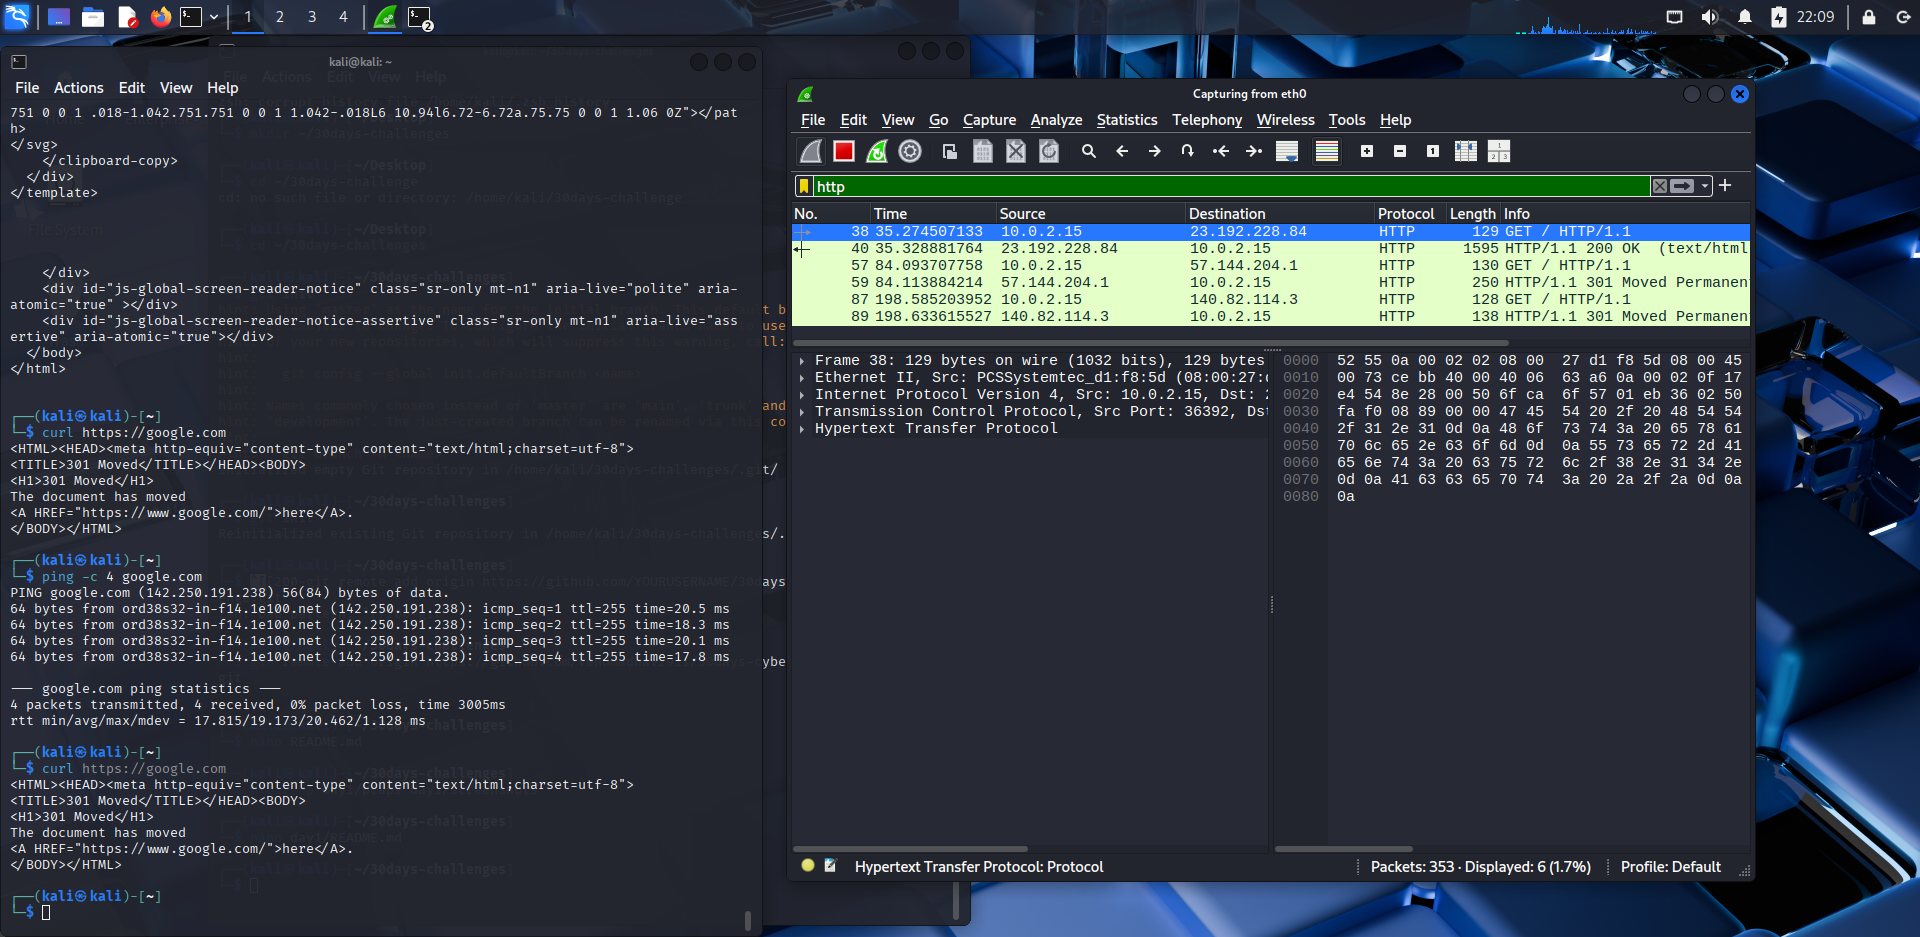 1 2 3 4 2 22:09
kali@kali: ~
File Actions Edit View Help
751 0 0 1 .018-1.042.751.751 0 0 1 1.042-.018L6 10.94l6.72-6.72a.75.75 0 0 1 1.06 0Z"></pat
h>
</svg>
</clipboard-copy>
</div>
</template>
</div>
<div id="js-global-screen-reader-notice" class="sr-only mt-n1" aria-live="polite" aria-
atomic="true" ></div>
<div id="js-global-screen-reader-notice-assertive" class="sr-only mt-n1" aria-live="ass
ertive" aria-atomic="true"></div>
</body>
</html>
┌──(kali㉿kali)-[~]
└─$ curl https://google.com
<HTML><HEAD><meta http-equiv="content-type" content="text/html;charset=utf-8">
<TITLE>301 Moved</TITLE></HEAD><BODY>
<H1>301 Moved</H1>
The document has moved
<A HREF="https://www.google.com/">here</A>.
</BODY></HTML>
┌──(kali㉿kali)-[~]
└─$ ping -c 4 google.com
PING google.com (142.250.191.238) 56(84) bytes of data.
64 bytes from ord38s32-in-f14.1e100.net (142.250.191.238): icmp_seq=1 ttl=255 time=20.5 ms
64 bytes from ord38s32-in-f14.1e100.net (142.250.191.238): icmp_seq=2 ttl=255 time=18.3 ms
64 bytes from ord38s32-in-f14.1e100.net (142.250.191.238): icmp_seq=3 ttl=255 time=20.1 ms
64 bytes from ord38s32-in-f14.1e100.net (142.250.191.238): icmp_seq=4 ttl=255 time=17.8 ms
--- google.com ping statistics ---
4 packets transmitted, 4 received, 0% packet loss, time 3005ms
rtt min/avg/max/mdev = 17.815/19.173/20.462/1.128 ms
┌──(kali㉿kali)-[~]
└─$ curl https://google.com
<HTML><HEAD><meta http-equiv="content-type" content="text/html;charset=utf-8">
<TITLE>301 Moved</TITLE></HEAD><BODY>
<H1>301 Moved</H1>
The document has moved
<A HREF="https://www.google.com/">here</A>.
</BODY></HTML>
┌──(kali㉿kali)-[~]
└─$
Capturing from eth0
File Edit View Go Capture Analyze Statistics Telephony Wireless Tools Help
http
No. Time Source Destination Protocol Length Info
38 35.274507133 10.0.2.15 23.192.228.84 HTTP 129 GET / HTTP/1.1
40 35.328881764 23.192.228.84 10.0.2.15 HTTP 1595 HTTP/1.1 200 OK (text/html
57 84.093707758 10.0.2.15 57.144.204.1 HTTP 130 GET / HTTP/1.1
59 84.113884214 57.144.204.1 10.0.2.15 HTTP 250 HTTP/1.1 301 Moved Permanen
87 198.585203952 10.0.2.15 140.82.114.3 HTTP 128 GET / HTTP/1.1
89 198.633615527 140.82.114.3 10.0.2.15 HTTP 138 HTTP/1.1 301 Moved Permanen
Frame 38: 129 bytes on wire (1032 bits), 129 bytes
Ethernet II, Src: PCSSystemtec_d1:f8:5d (08:00:27:
Internet Protocol Version 4, Src: 10.0.2.15, Dst: 2
Transmission Control Protocol, Src Port: 36392, Dst
Hypertext Transfer Protocol
0000 52 55 0a 00 02 02 08 00 27 d1 f8 5d 08 00 45
0010 00 73 ce bb 40 00 40 06 63 a6 0a 00 02 0f 17
0020 e4 54 8e 28 00 50 6f ca 6f 57 01 eb 36 02 50
0030 fa f0 08 89 00 00 47 45 54 20 2f 20 48 54 54
0040 2f 31 2e 31 0d 0a 48 6f 73 74 3a 20 65 78 61
0050 70 6c 65 2e 63 6f 6d 0d 0a 55 73 65 72 2d 41
0060 65 6e 74 3a 20 63 75 72 6c 2f 38 2e 31 34 2e
0070 0d 0a 41 63 63 65 70 74 3a 20 2a 2f 2a 0d 0a
0080 0a
Hypertext Transfer Protocol: Protocol Packets: 353 · Displayed: 6 (1.7%) Profile: Default